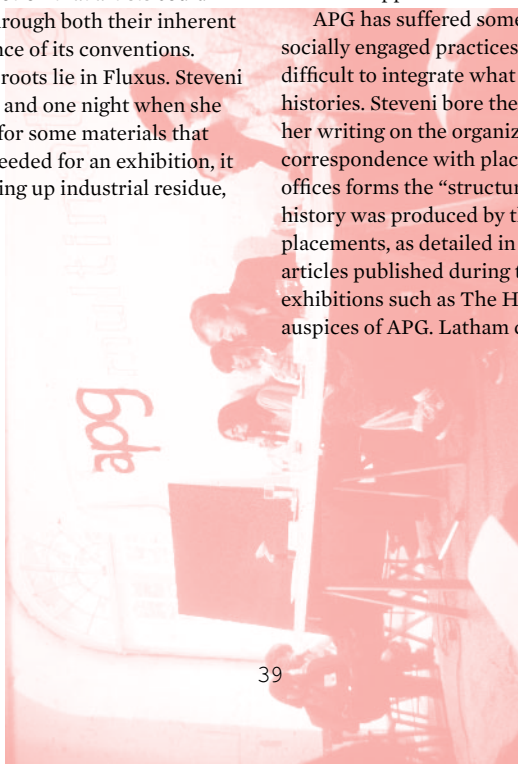 rough both their inherent
nce of its conventions.
roots lie in Fluxus. Steveni
and one night when she
for some materials that
eeded for an exhibition, it
ing up industrial residue,
APG has suffered some
socially engaged practices
difficult to integrate what
histories. Steveni bore the
her writing on the organiz
correspondence with plac
offices forms the “structur
history was produced by t
placements, as detailed in
articles published during t
exhibitions such as The H
auspices of APG. Latham c
apg
39